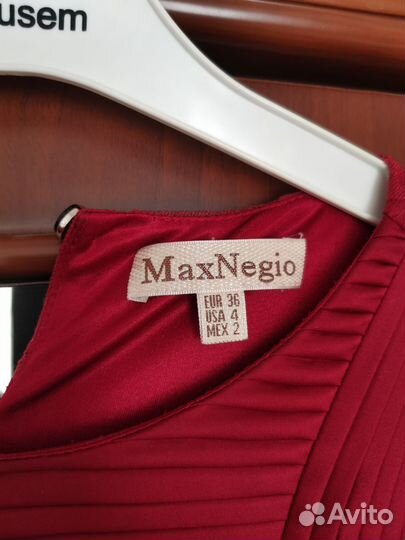 usem
MaxNegio
EUR 36
USA 4
MEX 2
Avito